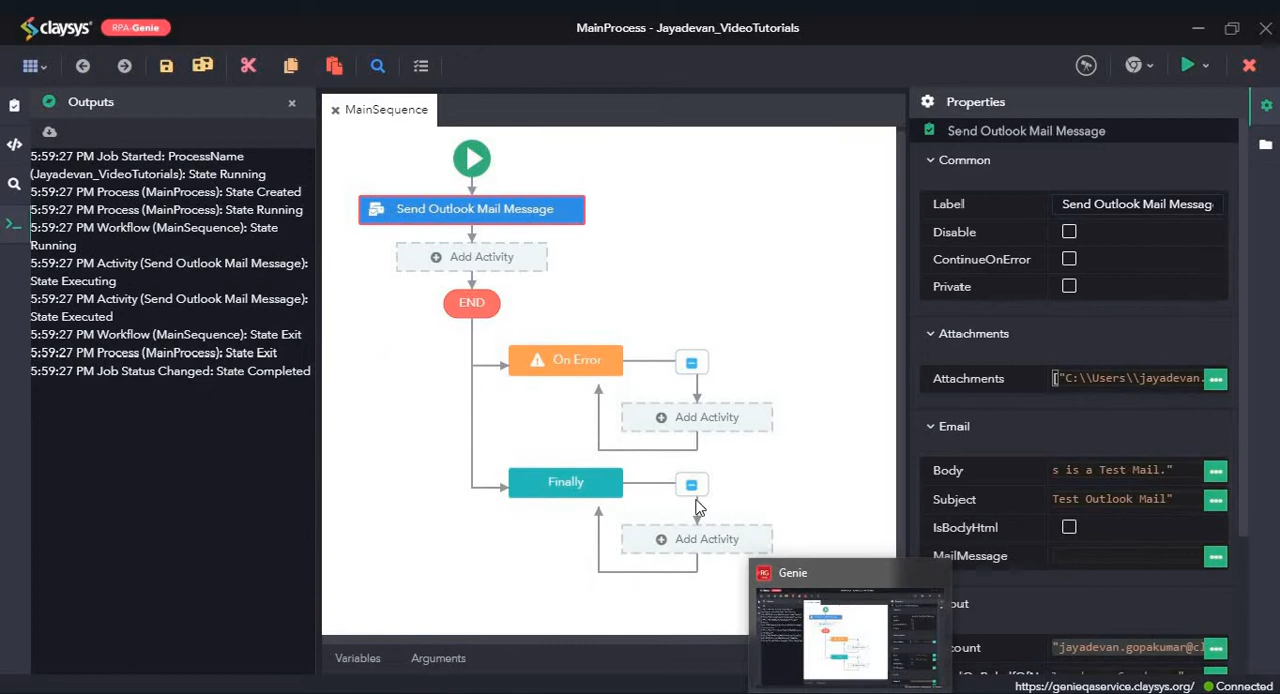 claysys RPA-Genie MainProcess - Jayadevan_VideoTutorials
Outputs
5:59:27 PM Job Started: ProcessName
(Jayadevan_VideoTutorials): State Running
5:59:27 PM Process (MainProcess): State Created
5:59:27 PM Process (MainProcess): State Running
5:59:27 PM Workflow (MainSequence): State
Running
5:59:27 PM Activity (Send Outlook Mail Message):
State Executing
5:59:27 PM Activity (Send Outlook Mail Message):
State Executed
5:59:27 PM Workflow (MainSequence): State Exit
5:59:27 PM Process (MainProcess): State Exit
5:59:27 PM Job Status Changed: State Completed
MainSequence
Send Outlook Mail Message
Add Activity
END
On Error
Add Activity
Finally
Add Activity
Variables Arguments
Genie
RG
Properties
Send Outlook Mail Message
Common
Label Send Outlook Mail Messag
Disable
ContinueOnError
Private
Attachments
Attachments ["C:\\Users\\jayadevan.
Email
Body s is a Test Mail."
Subject Test Outlook Mail"
IsBodyHtml
MailMessage
out
count "jayadevan.gopakumar@cl
https://genieqaservice.claysys.org/ Connected